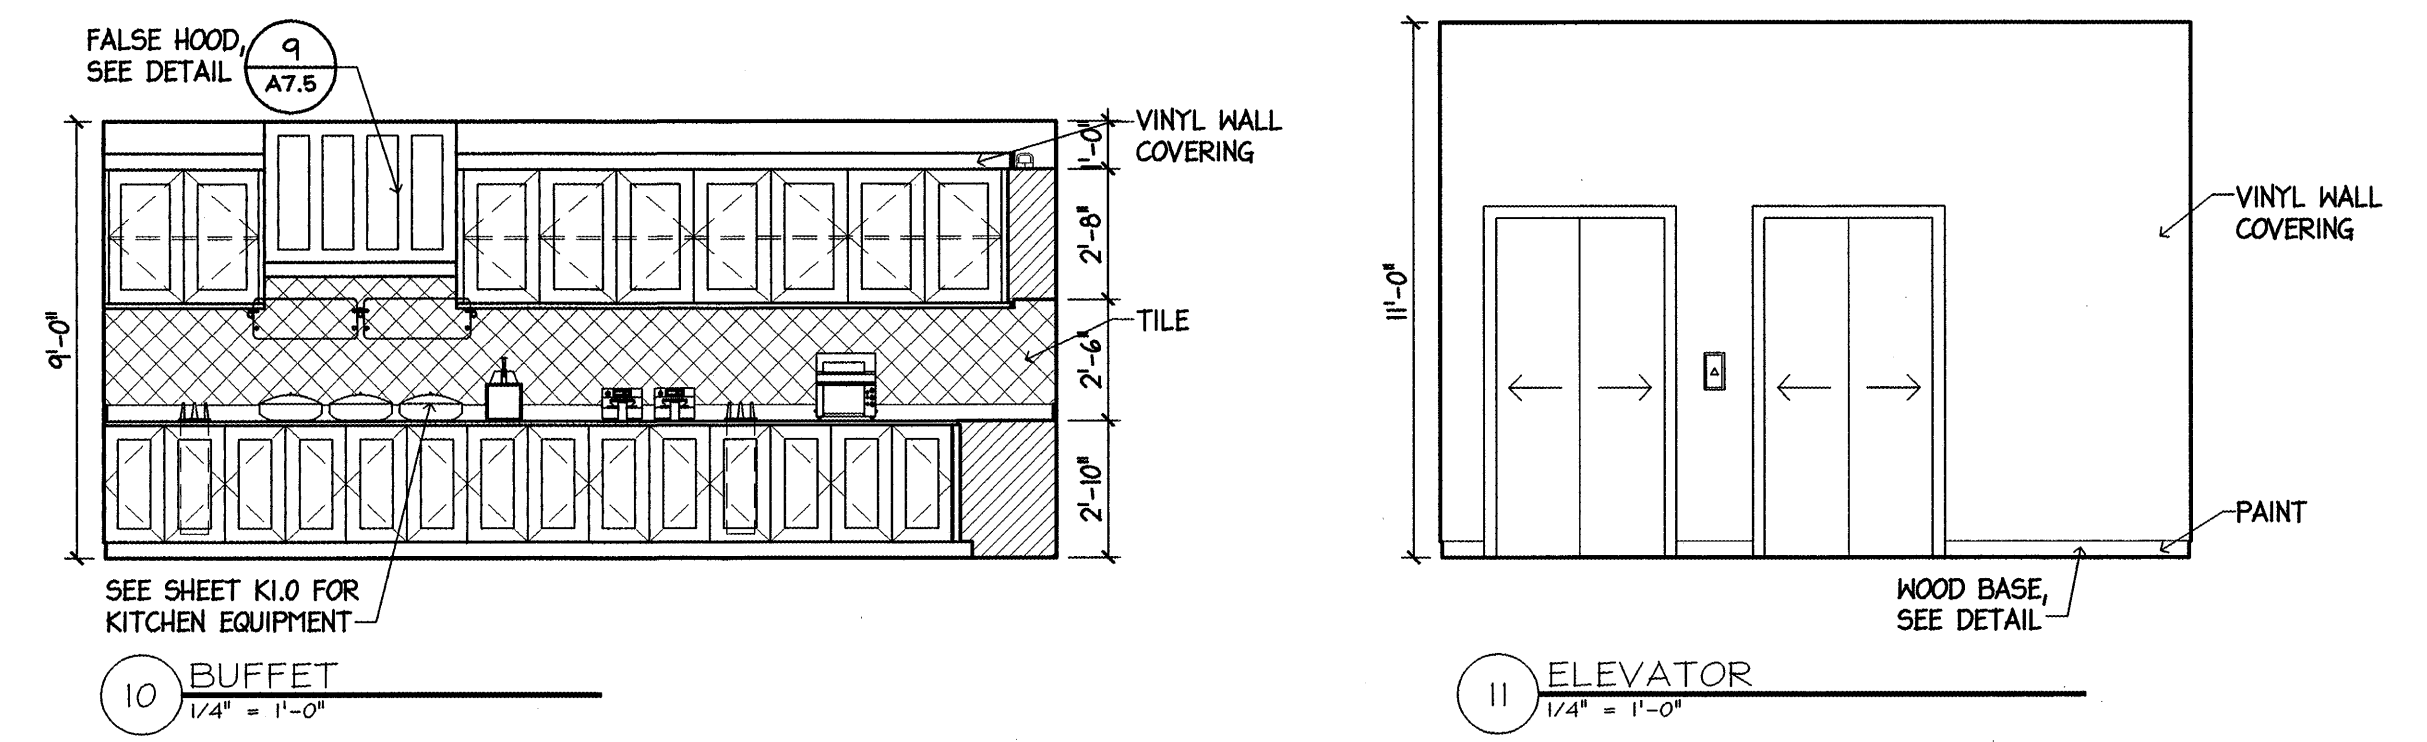 FALSE HOOD,
SEE DETAIL
9
A7.5
VINYL WALL
COVERING
1'-0"
2'-8"
9'-0"
TILE
2'-6"
2'-10"
SEE SHEET K1.0 FOR
KITCHEN EQUIPMENT
10
BUFFET
1/4" = 1'-0"
11'-0"
VINYL WALL
COVERING
PAINT
WOOD BASE,
SEE DETAIL
11
ELEVATOR
1/4" = 1'-0"